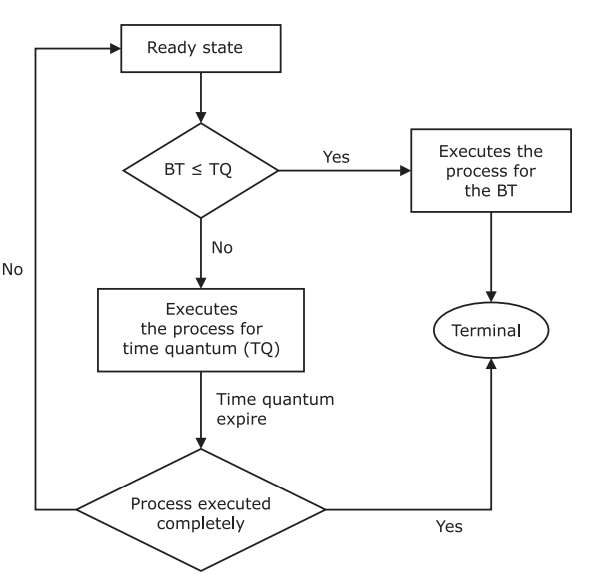 Ready state
BT ≤ TQ
Yes
Executes the
process for
the BT
No
No
Executes
the process for
time quantum (TQ)
Terminal
Time quantum
expire
Process executed
completely
Yes